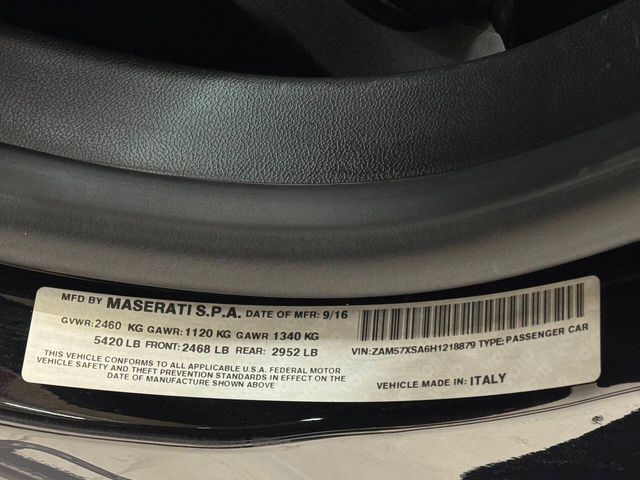 MFD BY MASERATI S.P.A. DATE OF MFR: 9/16
GVWR:2460 KG GAWR:1120 KG GAWR 1340 KG
5420 LB FRONT:2468 LB REAR: 2952 LB
THIS VEHICLE CONFORMS TO ALL APPLICABLE U.S.A. FEDERAL MOTOR
VEHICLE SAFETY AND THEFT PREVENTION STANDARDS IN EFFECT ON THE
DATE OF MANUFACTURE SHOWN ABOVE
VIN:ZAM57XSA6H1218879 TYPE:PASSENGER CAR
VEHICLE MADE IN: ITALY